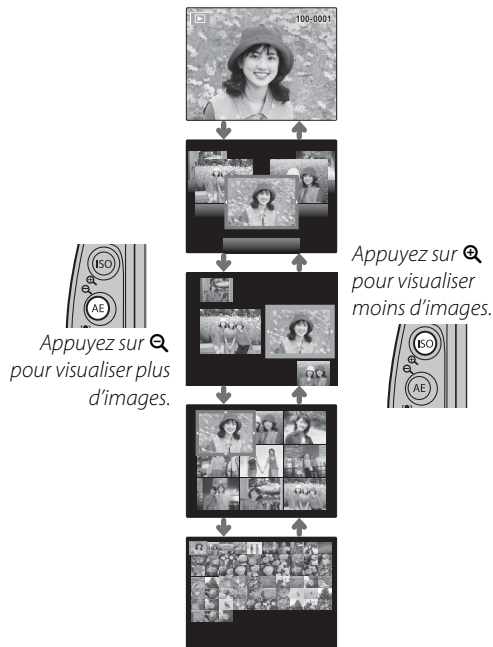 100-0001
ISO
AE
Appuyez sur
pour visualiser plus
d’images.
Appuyez sur
pour visualiser
moins d’images.
ISO
AE